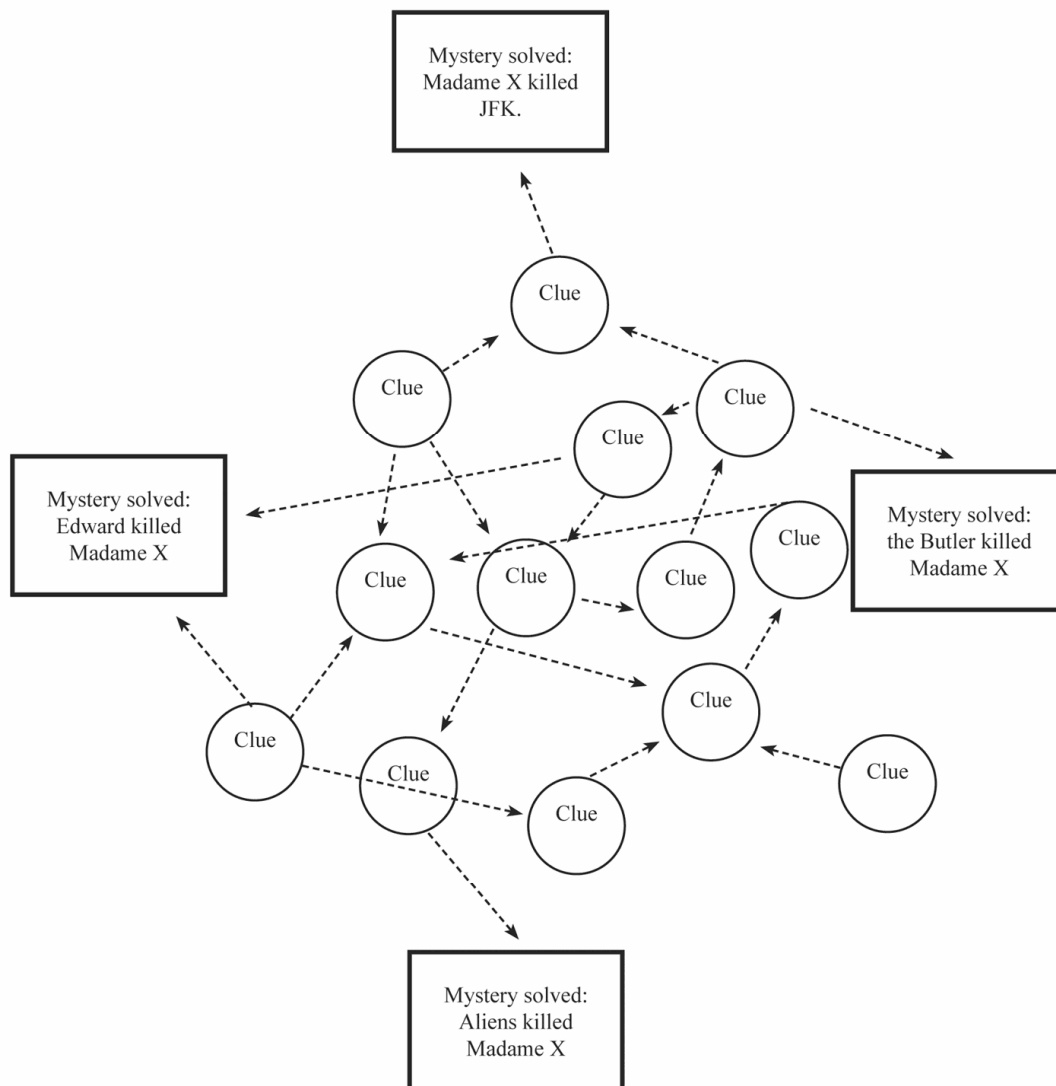 Mystery solved:
Madame X killed
JFK.
Clue
Clue
Clue
Clue
Mystery solved:
Edward killed
Madame X
Mystery solved:
the Butler killed
Madame X
Clue
Clue
Clue
Clue
Clue
Clue
Clue
Clue
Clue
Mystery solved:
Aliens killed
Madame X